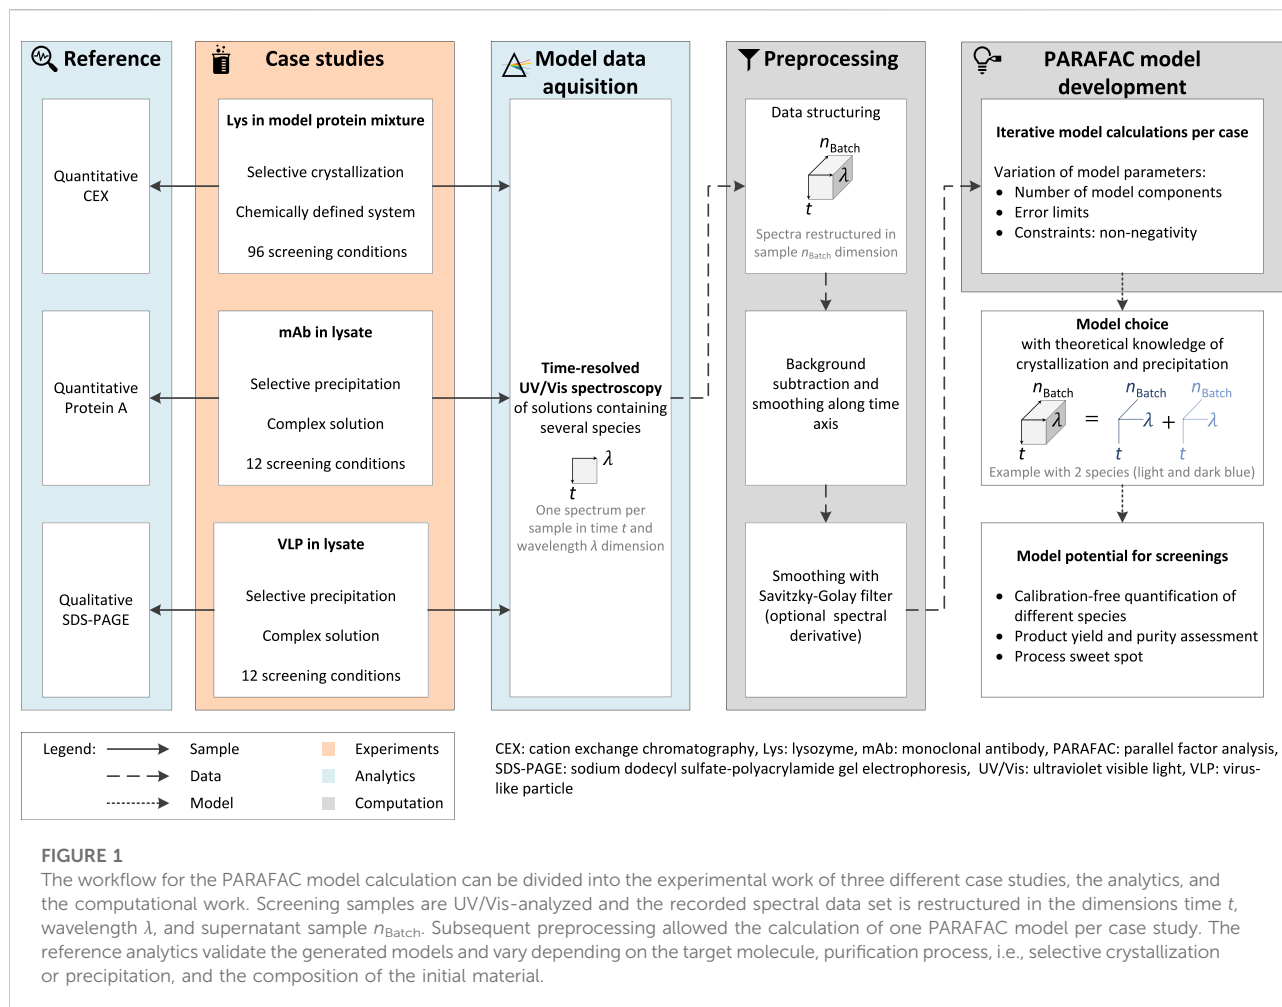 Reference
Quantitative
CEX
Quantitative
Protein A
Qualitative
SDS-PAGE
Case studies
Lys in model protein mixture
Selective crystallization
Chemically defined system
96 screening conditions
mAb in lysate
Selective precipitation
Complex solution
12 screening conditions
VLP in lysate
Selective precipitation
Complex solution
12 screening conditions
Model data
aquisition
Time-resolved
UV/Vis spectroscopy
of solutions containing
several species
λ
t
One spectrum per
sample in time t and
wavelength λ dimension
Preprocessing
Data structuring
nBatch
λ
t
Spectra restructured in
sample nBatch dimension
Background
subtraction and
smoothing along time
axis
Smoothing with
Savitzky-Golay filter
(optional spectral
derivative)
PARAFAC model
development
Iterative model calculations per case
Variation of model parameters:
• Number of model components
• Error limits
• Constraints: non-negativity
Model choice
with theoretical knowledge of
crystallization and precipitation
nBatch nBatch nBatch
λ = λ + λ
t t t
Example with 2 species (light and dark blue)
Model potential for screenings
• Calibration-free quantification of
different species
• Product yield and purity assessment
• Process sweet spot
Legend: Sample Experiments
Data Analytics
Model Computation
CEX: cation exchange chromatography, Lys: lysozyme, mAb: monoclonal antibody, PARAFAC: parallel factor analysis,
SDS-PAGE: sodium dodecyl sulfate-polyacrylamide gel electrophoresis, UV/Vis: ultraviolet visible light, VLP: virus-
like particle
FIGURE 1
The workflow for the PARAFAC model calculation can be divided into the experimental work of three different case studies, the analytics, and
the computational work. Screening samples are UV/Vis-analyzed and the recorded spectral data set is restructured in the dimensions time t,
wavelength λ, and supernatant sample nBatch. Subsequent preprocessing allowed the calculation of one PARAFAC model per case study. The
reference analytics validate the generated models and vary depending on the target molecule, purification process, i.e., selective crystallization
or precipitation, and the composition of the initial material.